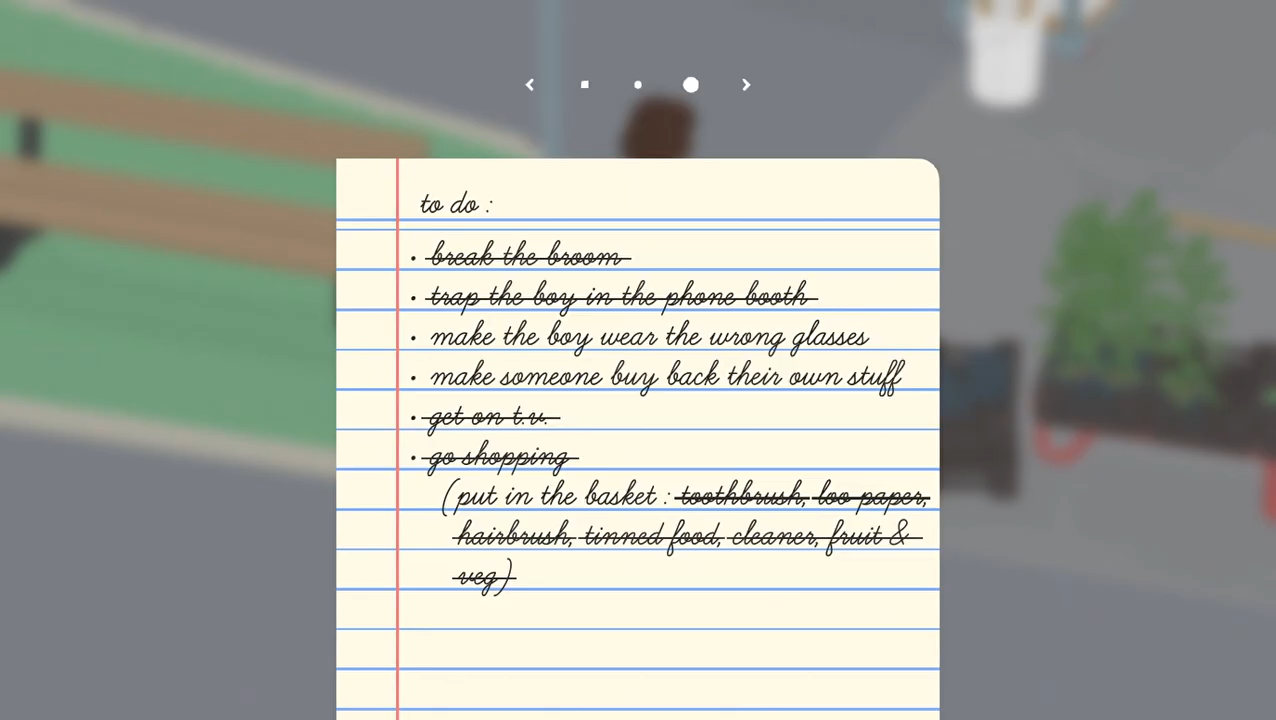 to do :
• break the broom
• trap the boy in the phone booth
• make the boy wear the wrong glasses
• make someone buy back their own stuff
• get on t.v.
• go shopping
(put in the basket : toothbrush, loo paper,
hairbrush, tinned food, cleaner, fruit &
veg)